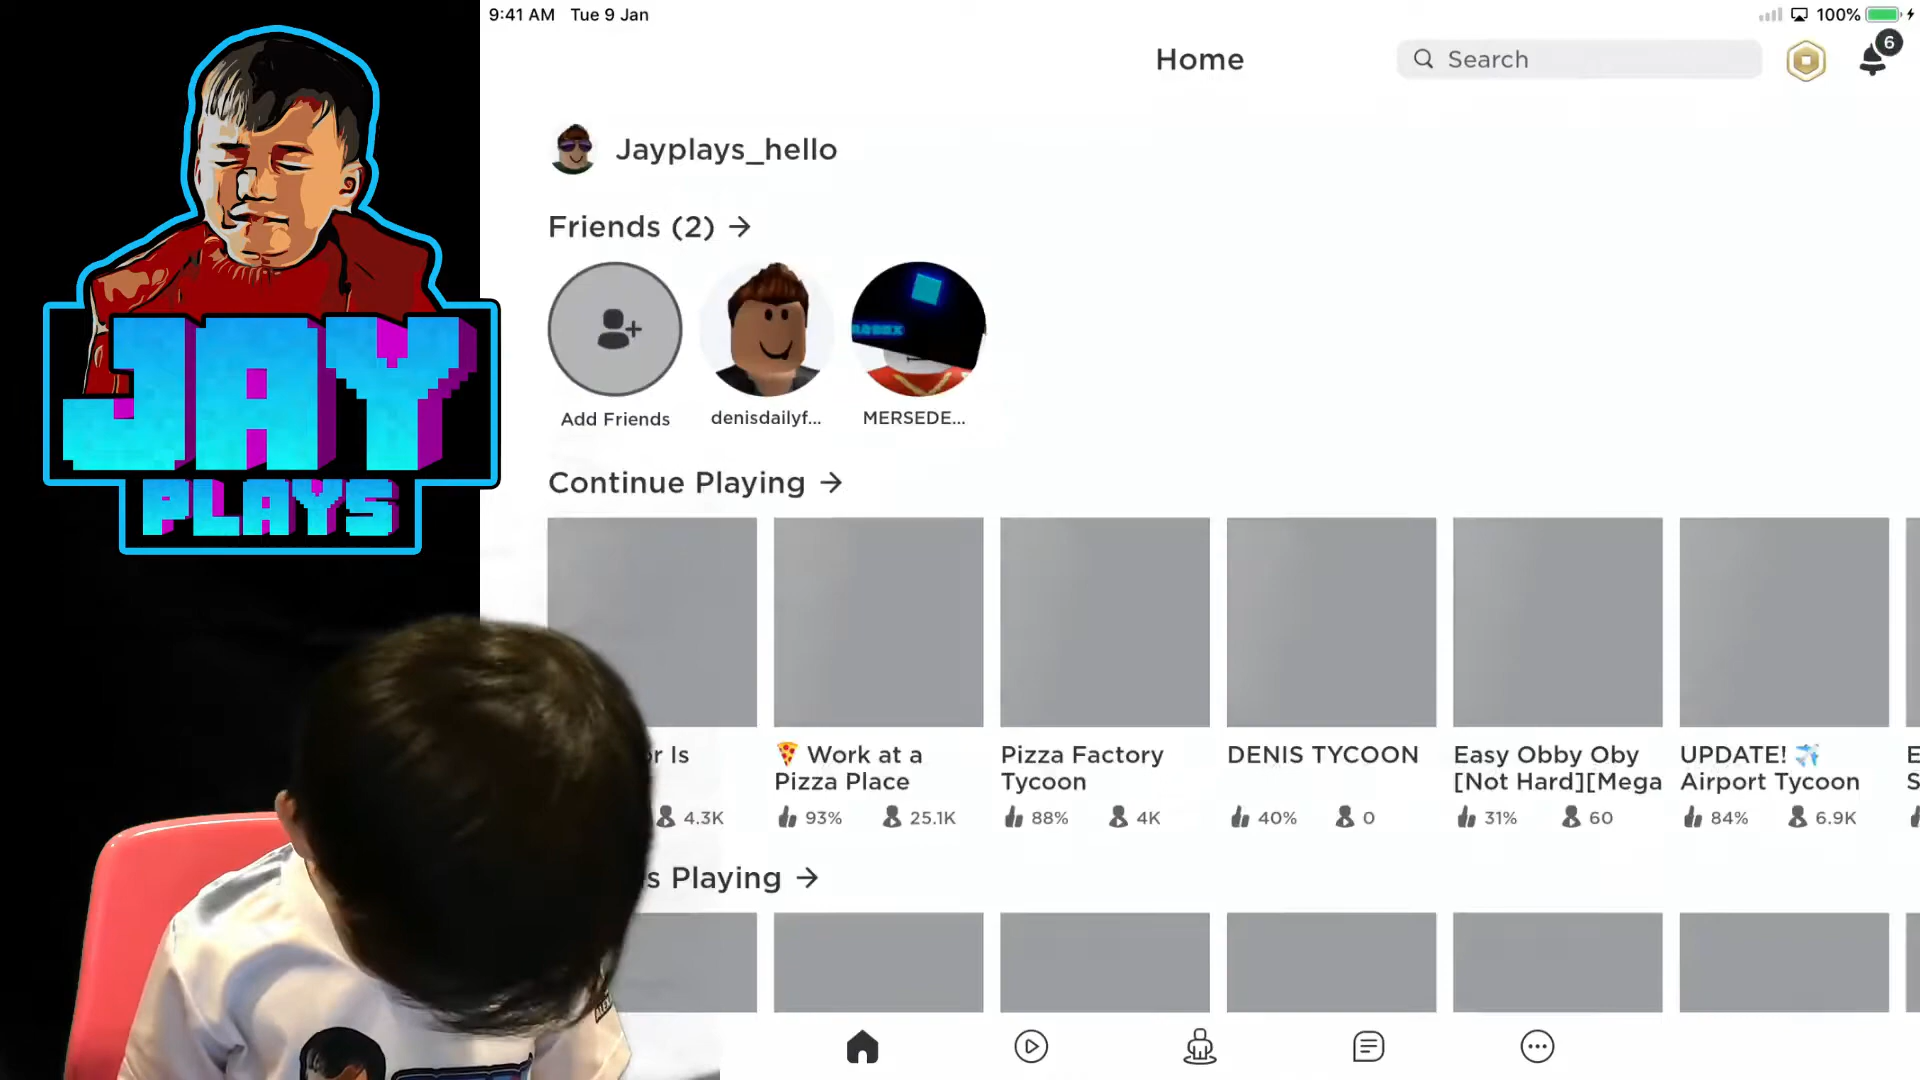 9:41 AM Tue 9 Jan
100%
Home
Search
6
JAY
PLAYS
Jayplays_hello
Friends (2)
ROBOX
Add Friends
denisdailyf...
MERSEDE...
Continue Playing
or Is
4.3K
🍕 Work at a
Pizza Place
93% 25.1K
Pizza Factory
Tycoon
88% 4K
DENIS TYCOON
40% 0
Easy Obby Oby
[Not Hard][Mega
31% 60
UPDATE! ✈️
Airport Tycoon
84% 6.9K
E
S
s Playing